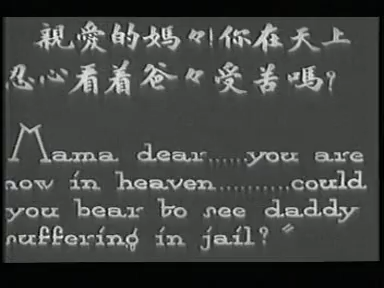 親愛的媽々!你在天上
忍心看着爸々受苦嗎?
Mama dear.....you are
now in heaven..........could
you bear to see daddy
suffering in jail? "